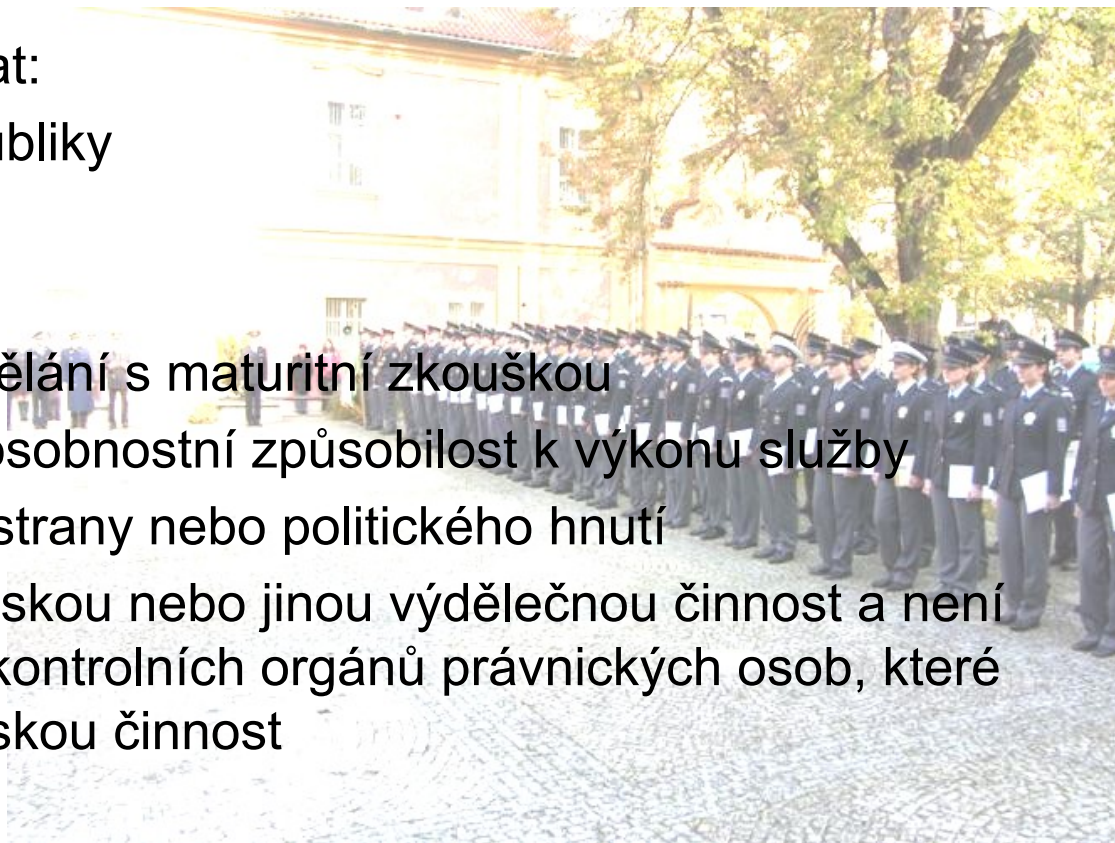 at:
ubliky
ělání s maturitní zkouškou
osobnostní způsobilost k výkonu služby
strany nebo politického hnutí
skou nebo jinou výdělečnou činnost a není
kontrolních orgánů právnických osob, které
skou činnost